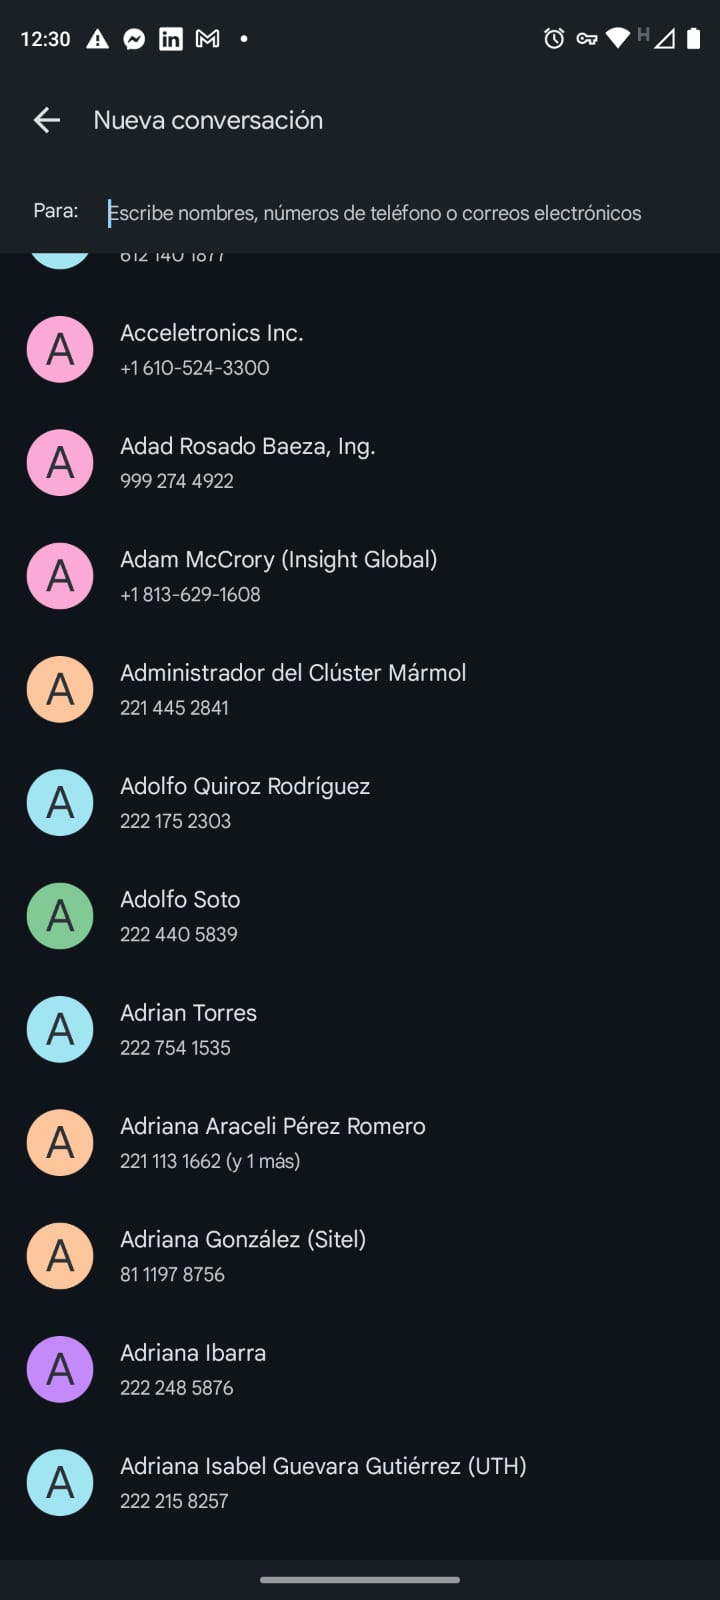 12:30
H
Nueva conversación
Para: Escribe nombres, números de teléfono o correos electrónicos
612 140 1877
A
Acceletronics Inc.
+1 610-524-3300
A
Adad Rosado Baeza, Ing.
999 274 4922
A
Adam McCrory (Insight Global)
+1 813-629-1608
A
Administrador del Clúster Mármol
221 445 2841
A
Adolfo Quiroz Rodríguez
222 175 2303
A
Adolfo Soto
222 440 5839
A
Adrian Torres
222 754 1535
A
Adriana Araceli Pérez Romero
221 113 1662 (y 1 más)
A
Adriana González (Sitel)
81 1197 8756
A
Adriana Ibarra
222 248 5876
A
Adriana Isabel Guevara Gutiérrez (UTH)
222 215 8257